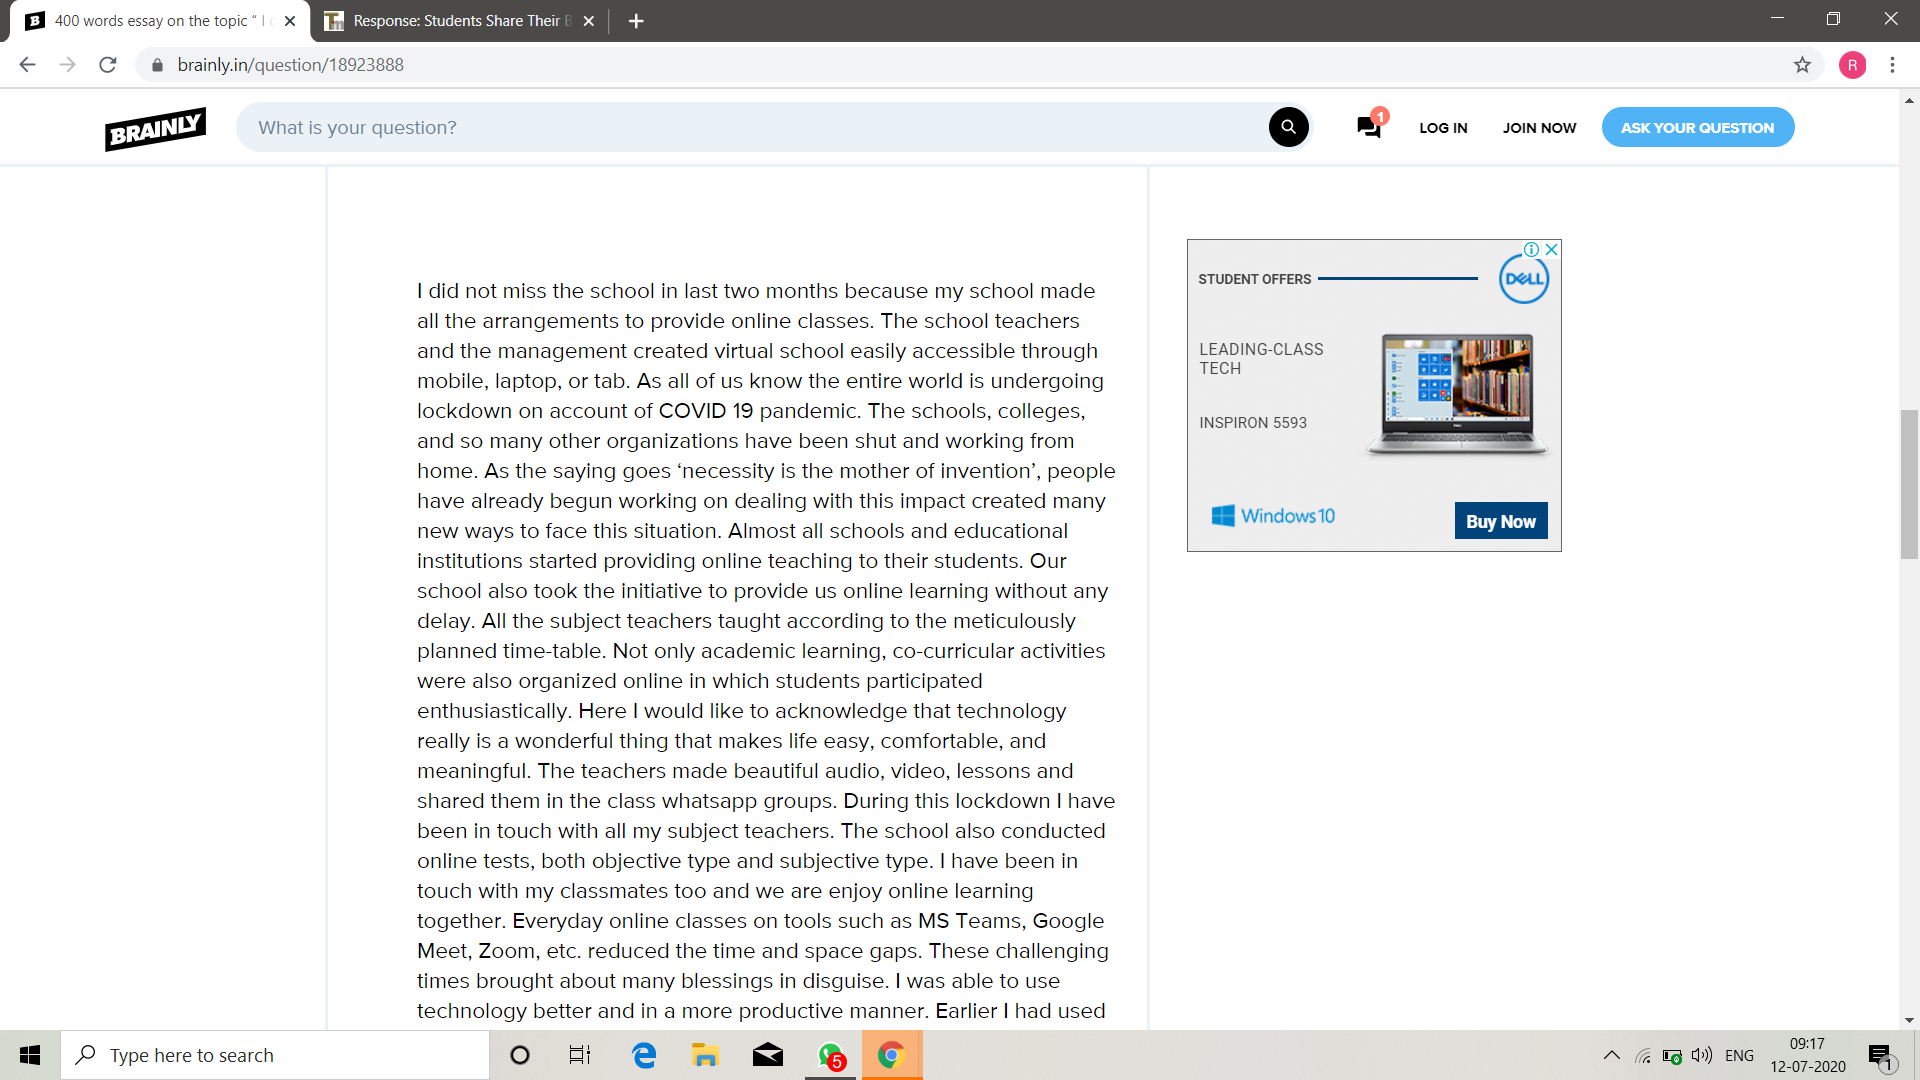 400 words essay on the topic “ I
Response: Students Share Their
brainly.in/question/18923888
R
BRAINLY
What is your question?
1
LOG IN
JOIN NOW
ASK YOUR QUESTION
I did not miss the school in last two months because my school made
all the arrangements to provide online classes. The school teachers
and the management created virtual school easily accessible through
mobile, laptop, or tab. As all of us know the entire world is undergoing
lockdown on account of COVID 19 pandemic. The schools, colleges,
and so many other organizations have been shut and working from
home. As the saying goes ‘necessity is the mother of invention’, people
have already begun working on dealing with this impact created many
new ways to face this situation. Almost all schools and educational
institutions started providing online teaching to their students. Our
school also took the initiative to provide us online learning without any
delay. All the subject teachers taught according to the meticulously
planned time-table. Not only academic learning, co-curricular activities
were also organized online in which students participated
enthusiastically. Here I would like to acknowledge that technology
really is a wonderful thing that makes life easy, comfortable, and
meaningful. The teachers made beautiful audio, video, lessons and
shared them in the class whatsapp groups. During this lockdown I have
been in touch with all my subject teachers. The school also conducted
online tests, both objective type and subjective type. I have been in
touch with my classmates too and we are enjoy online learning
together. Everyday online classes on tools such as MS Teams, Google
Meet, Zoom, etc. reduced the time and space gaps. These challenging
times brought about many blessings in disguise. I was able to use
technology better and in a more productive manner. Earlier I had used
STUDENT OFFERS
DELL
LEADING-CLASS
TECH
INSPIRON 5593
Windows 10
Buy Now
Type here to search
5
ENG
09:17
12-07-2020
1